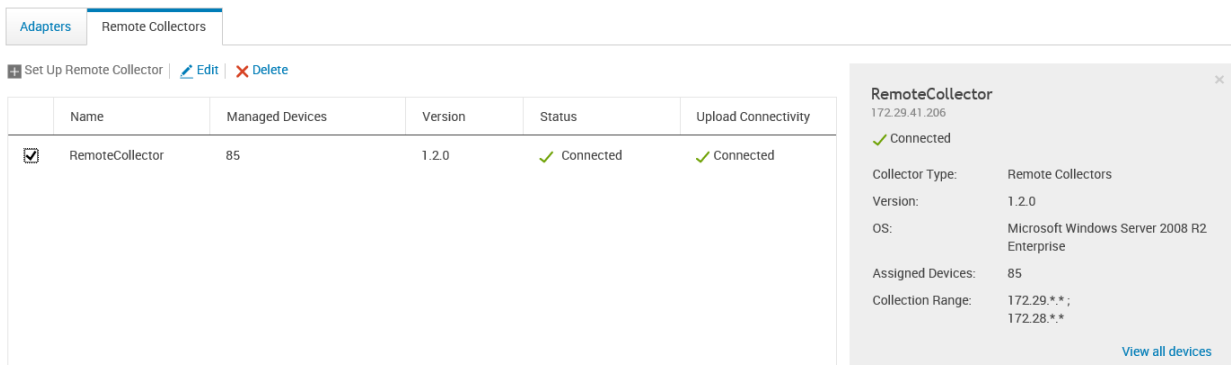 Adapters
Remote Collectors
Set Up Remote Collector
Edit
Delete
Name Managed Devices Version Status Upload Connectivity
RemoteCollector 85 1.2.0 Connected Connected
RemoteCollector
172.29.41.206
Connected
Collector Type: Remote Collectors
Version: 1.2.0
OS: Microsoft Windows Server 2008 R2
Enterprise
Assigned Devices: 85
Collection Range: 172.29.*.* ;
172.28.*.*
View all devices